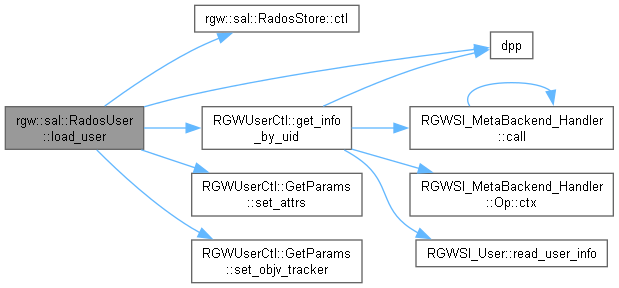 rgw::sal::RadosStore::ctl
dpp
rgw::sal::RadosUser
::load_user
RGWUserCtl::get_info
_by_uid
RGWSI_MetaBackend_Handler
::call
RGWUserCtl::GetParams
::set_attrs
RGWSI_MetaBackend_Handler
::Op::ctx
RGWUserCtl::GetParams
::set_objv_tracker
RGWSI_User::read_user_info